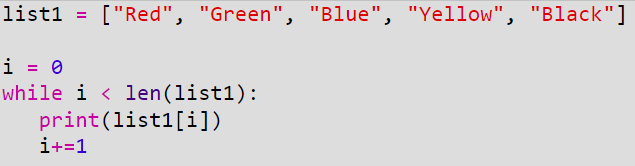 list1 = ["Red", "Green", "Blue", "Yellow", "Black"]
i = 0
while i < len(list1):
   print(list1[i])
   i+=1